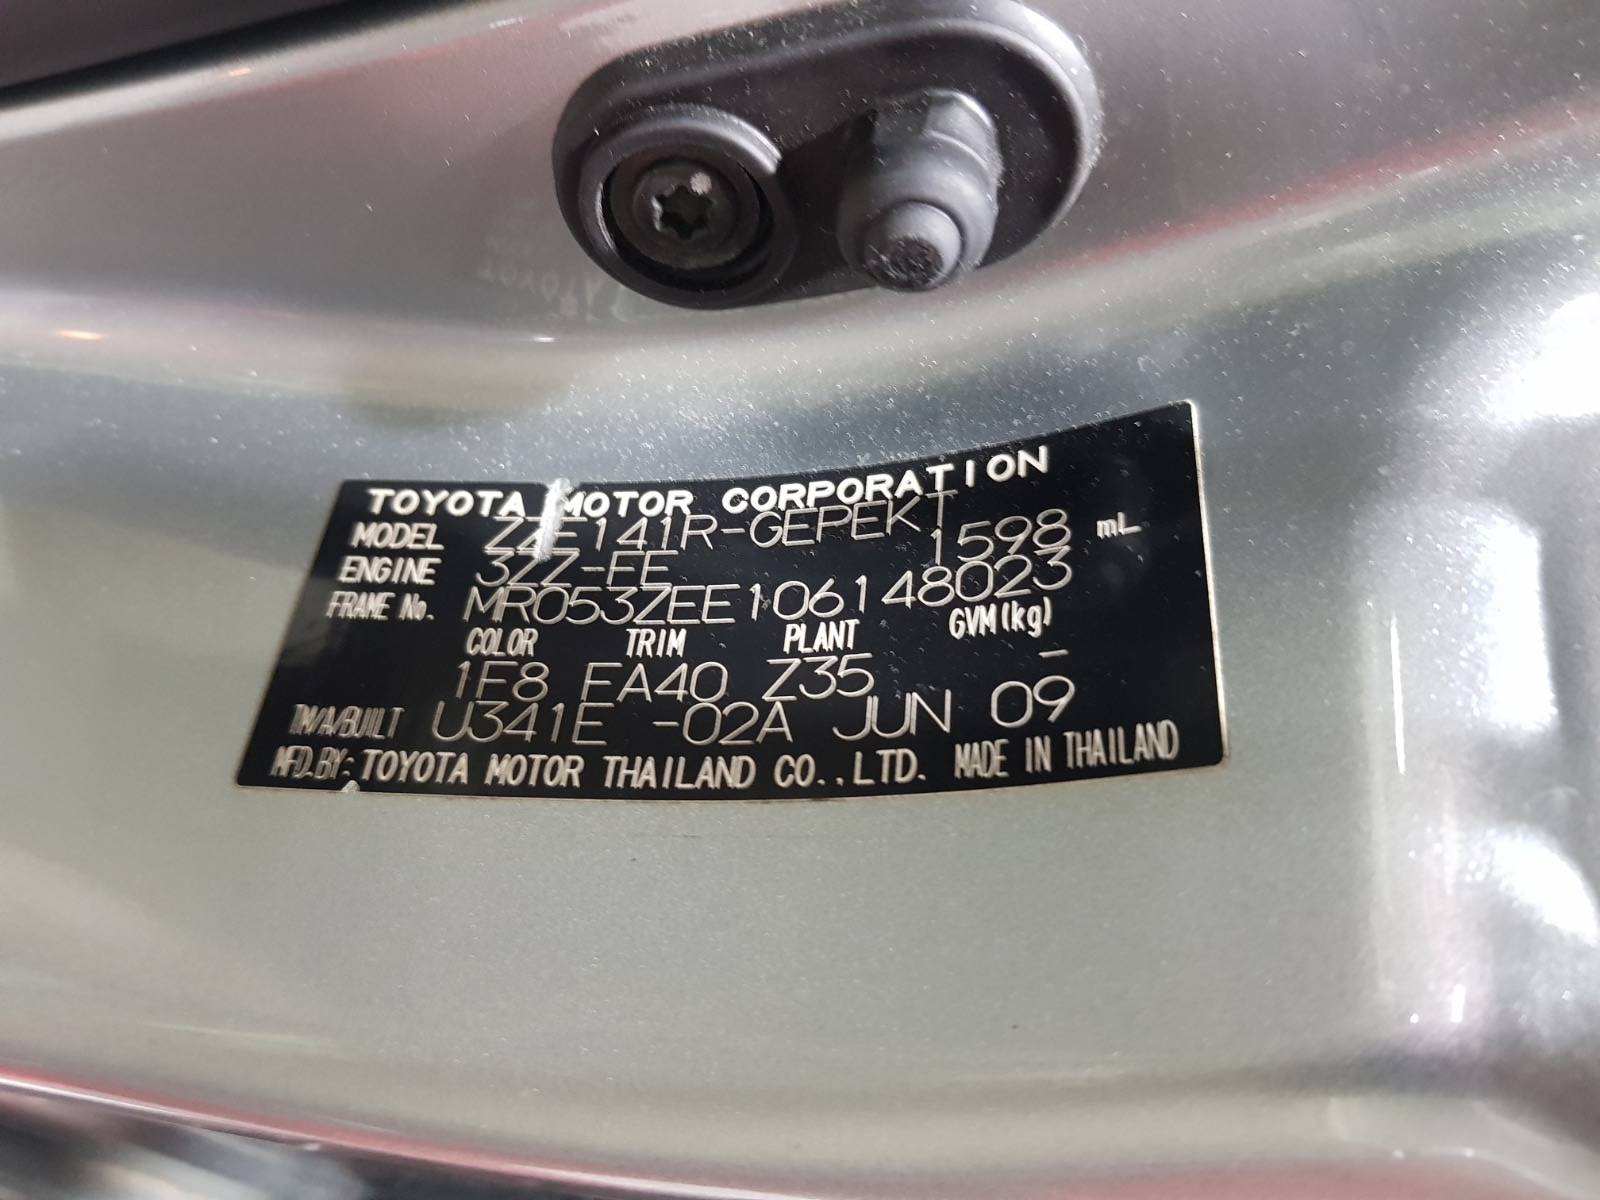 TOYOTA MOTOR CORPORATION
MODEL ZZE141R-GEPEKT
ENGINE 3ZZ-FE 1598 mL
FRAME No. MR053ZEE106148023
COLOR TRIM PLANT GVM(kg)
1F8 FA40 Z35 -
TM/A/BUILT U341E -02A JUN 09
MFD.BY: TOYOTA MOTOR THAILAND CO.,LTD. MADE IN THAILAND